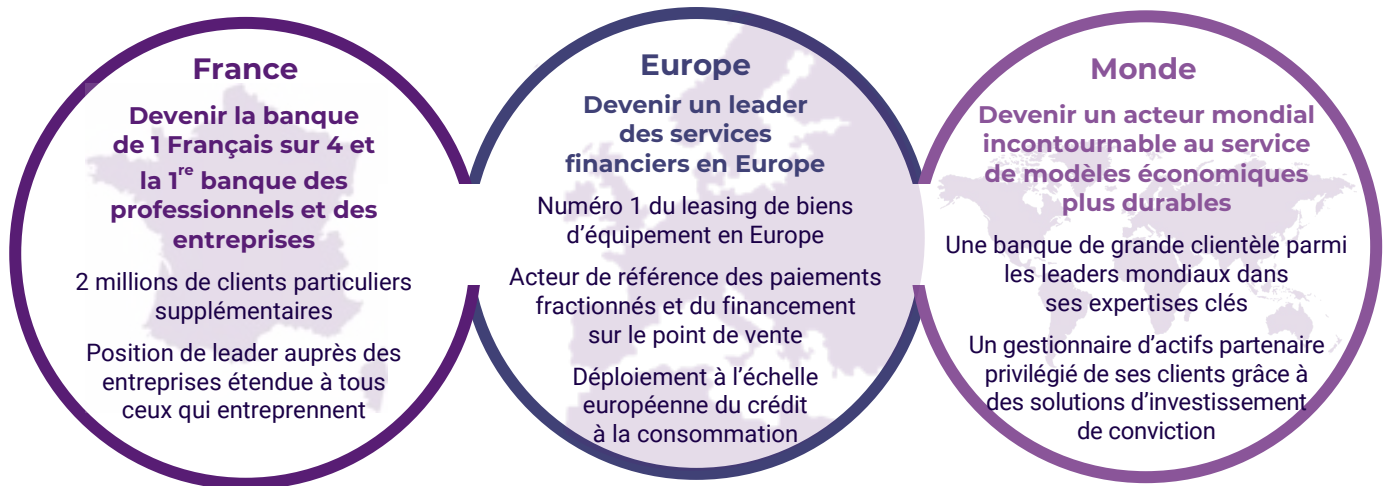 France
Devenir la banque
de 1 Français sur 4 et
la 1re banque des
professionnels et des
entreprises
2 millions de clients particuliers
supplémentaires
Position de leader auprès des
entreprises étendue à tous
ceux qui entreprennent
Europe
Devenir un leader
des services
financiers en Europe
Numéro 1 du leasing de biens
d’équipement en Europe
Acteur de référence des paiements
fractionnés et du financement
sur le point de vente
Déploiement à l’échelle
européenne du crédit
à la consommation
Monde
Devenir un acteur mondial
incontournable au service
de modèles économiques
plus durables
Une banque de grande clientèle parmi
les leaders mondiaux dans
ses expertises clés
Un gestionnaire d’actifs partenaire
privilégié de ses clients grâce à
des solutions d’investissement
de conviction